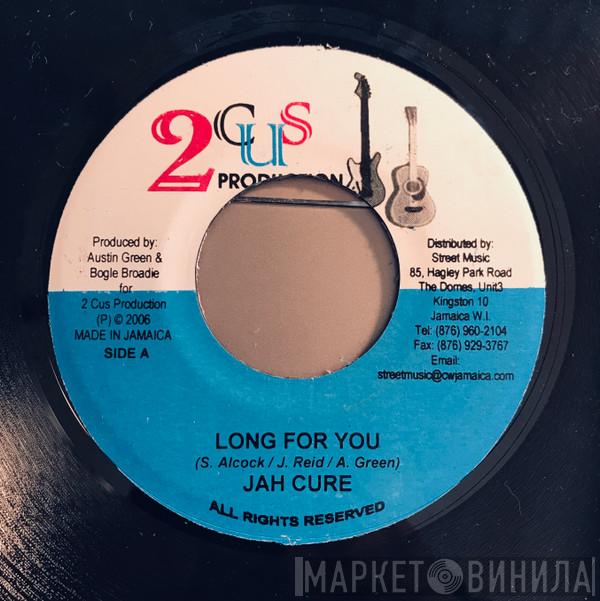 2 CUS
PRODUCTION
Produced by:
Austin Green &
Bogle Broadie
for
2 Cus Production
(P) © 2006
MADE IN JAMAICA
SIDE A
Distributed by:
Street Music
85, Hagley Park Road
The Domes, Unit3
Kingston 10
Jamaica W.I.
Tel: (876) 960-2104
Fax: (876) 929-3767
Email:
streetmusic@cwjamaica.com
LONG FOR YOU
(S. Alcock / J. Reid / A. Green)
JAH CURE
ALL RIGHTS RESERVED
МАРКЕТ ВИНИЛА